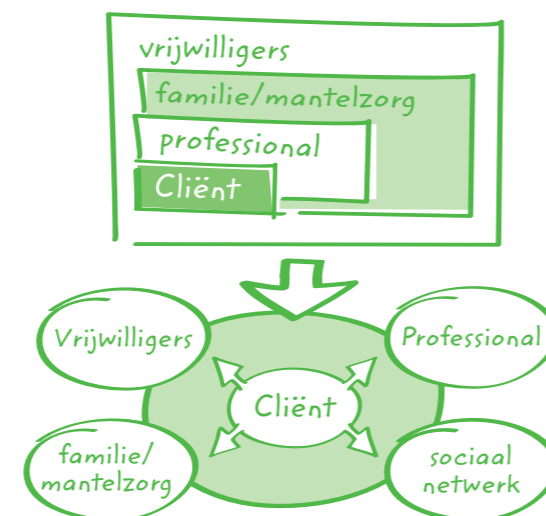 vrijwilligers
familie/mantelzorg
professional
Cliënt
Vrijwilligers
Professional
Cliënt
familie/
mantelzorg
sociaal
netwerk